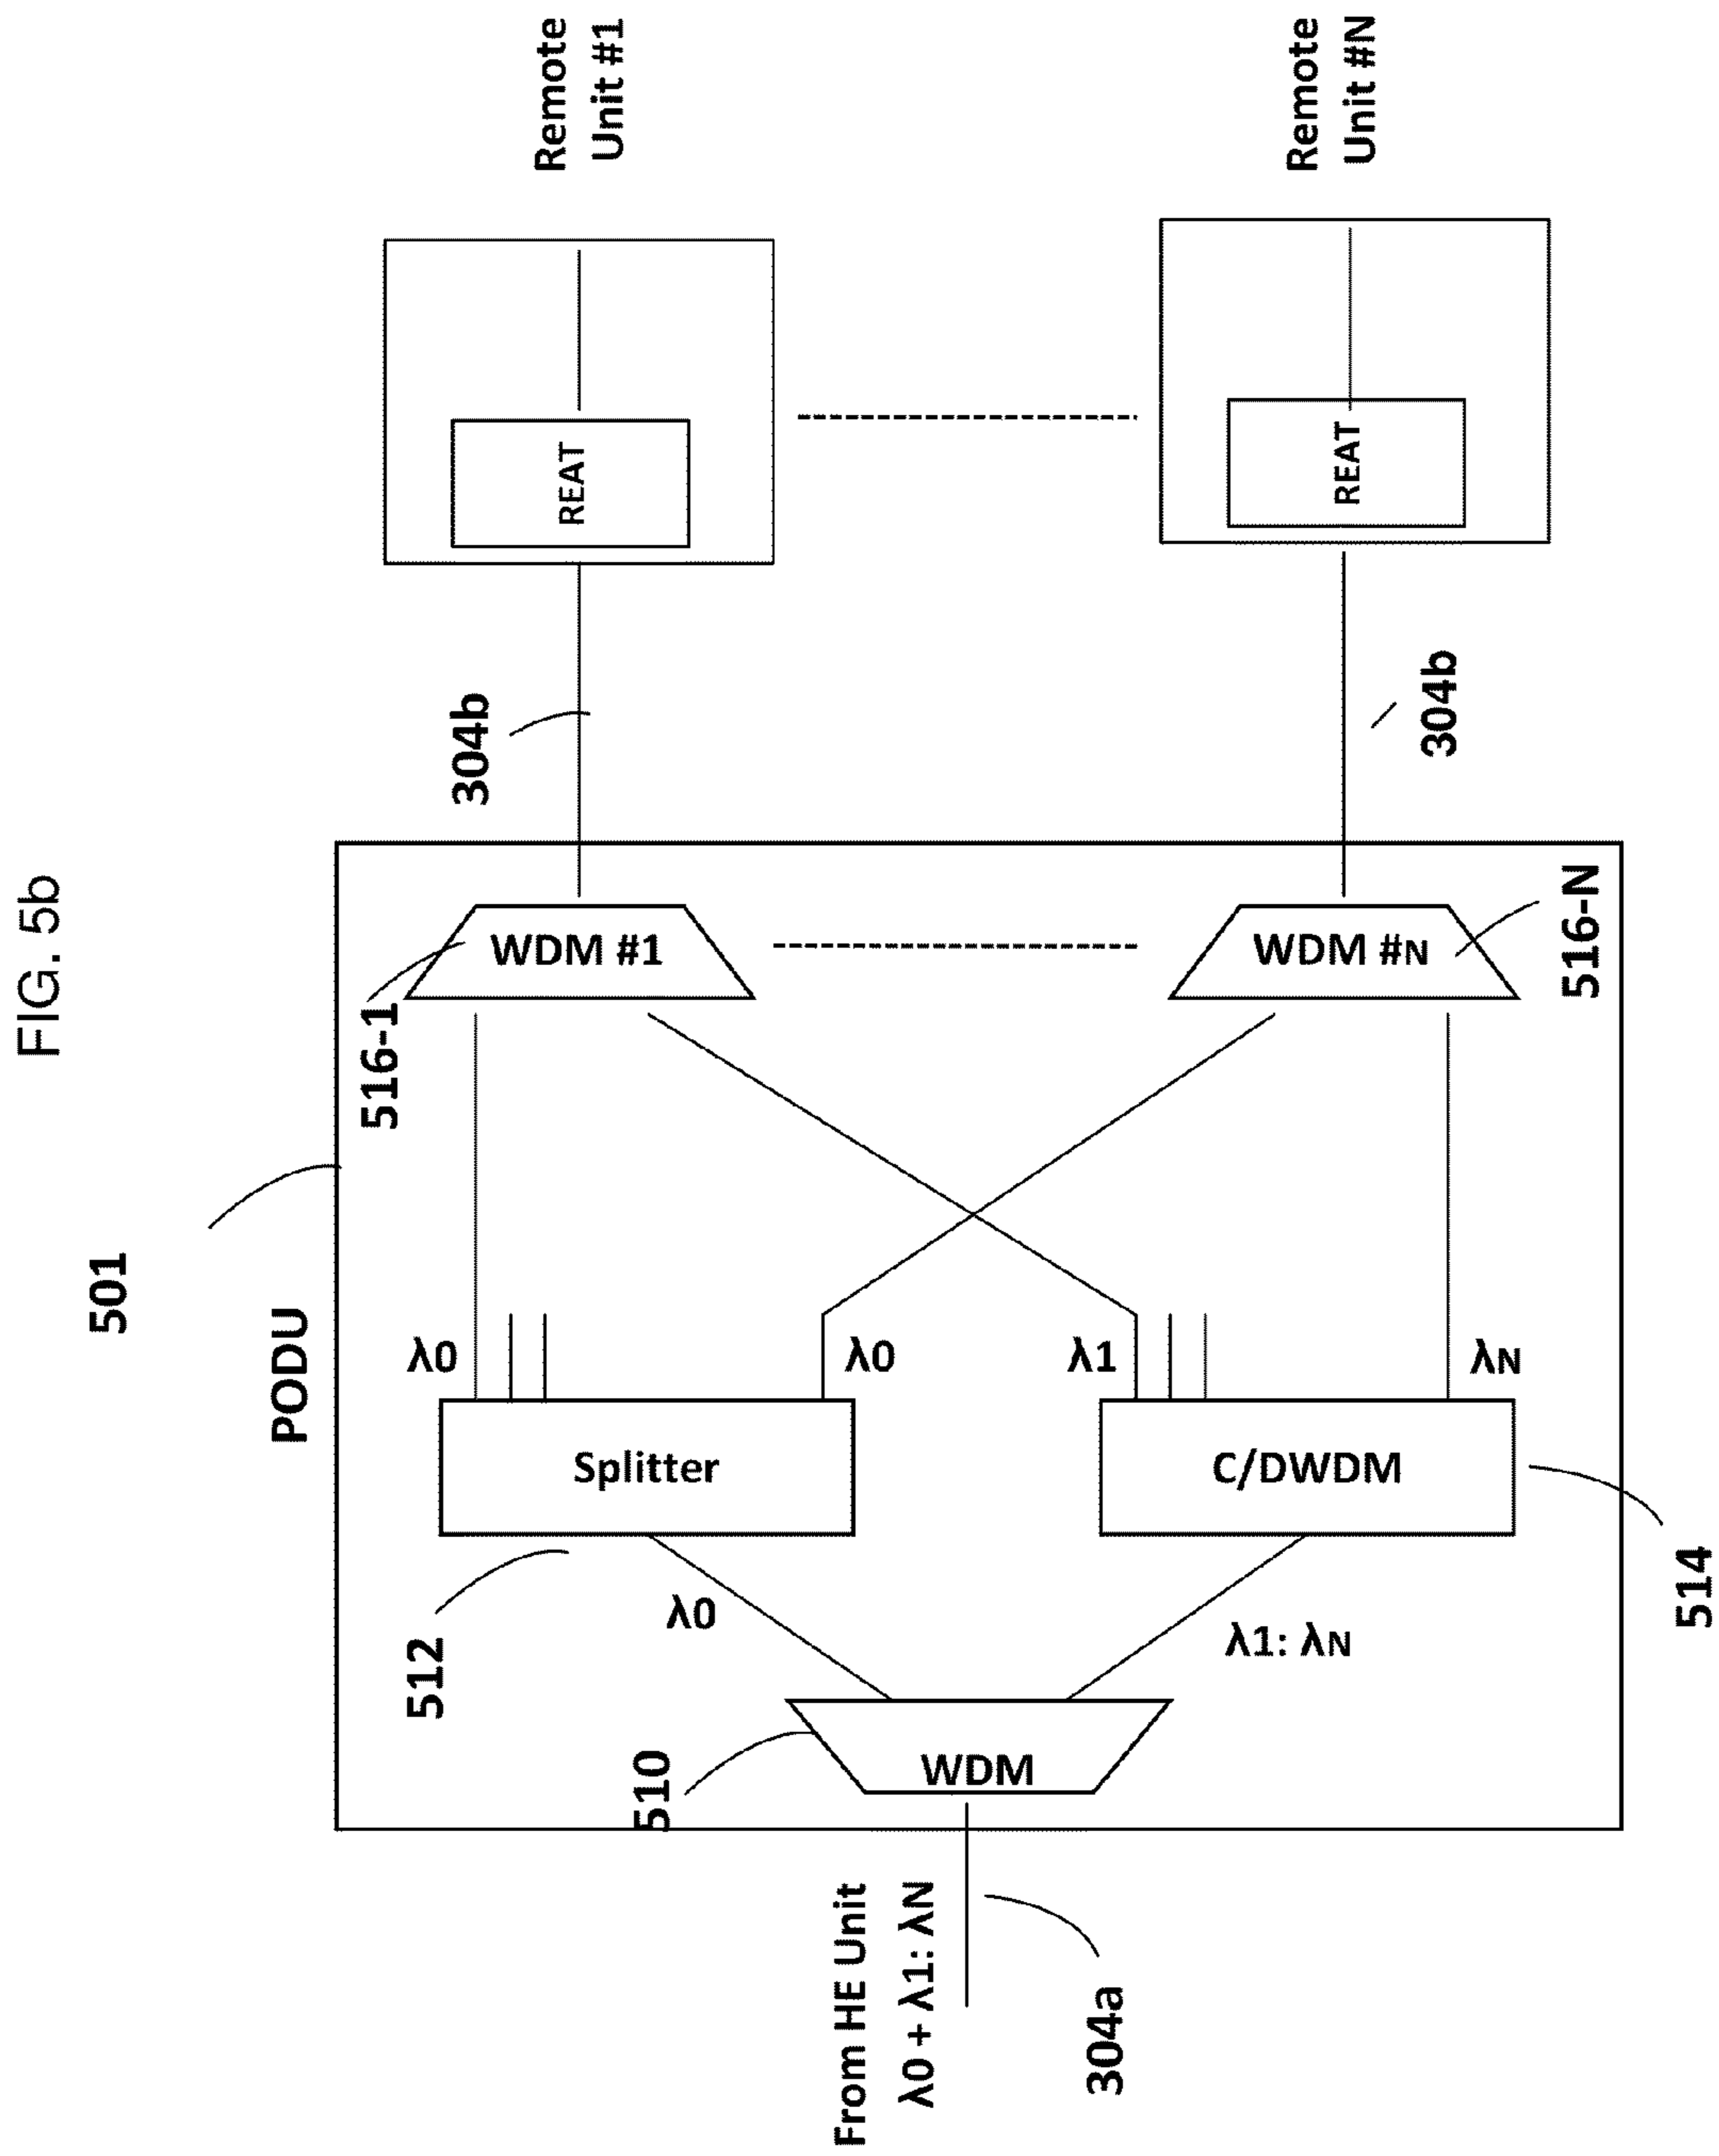 FIG. 5b
501
PODU
From HE Unit
λ0 + λ1: λN
304a
510
WDM
512
λ0
λ1: λN
Splitter
C/DWDM
514
λ0
λ0
λ1
λN
516-1
WDM #1
WDM #N
516-N
304b
304b
REAT
REAT
Remote
Unit #1
Remote
Unit #N